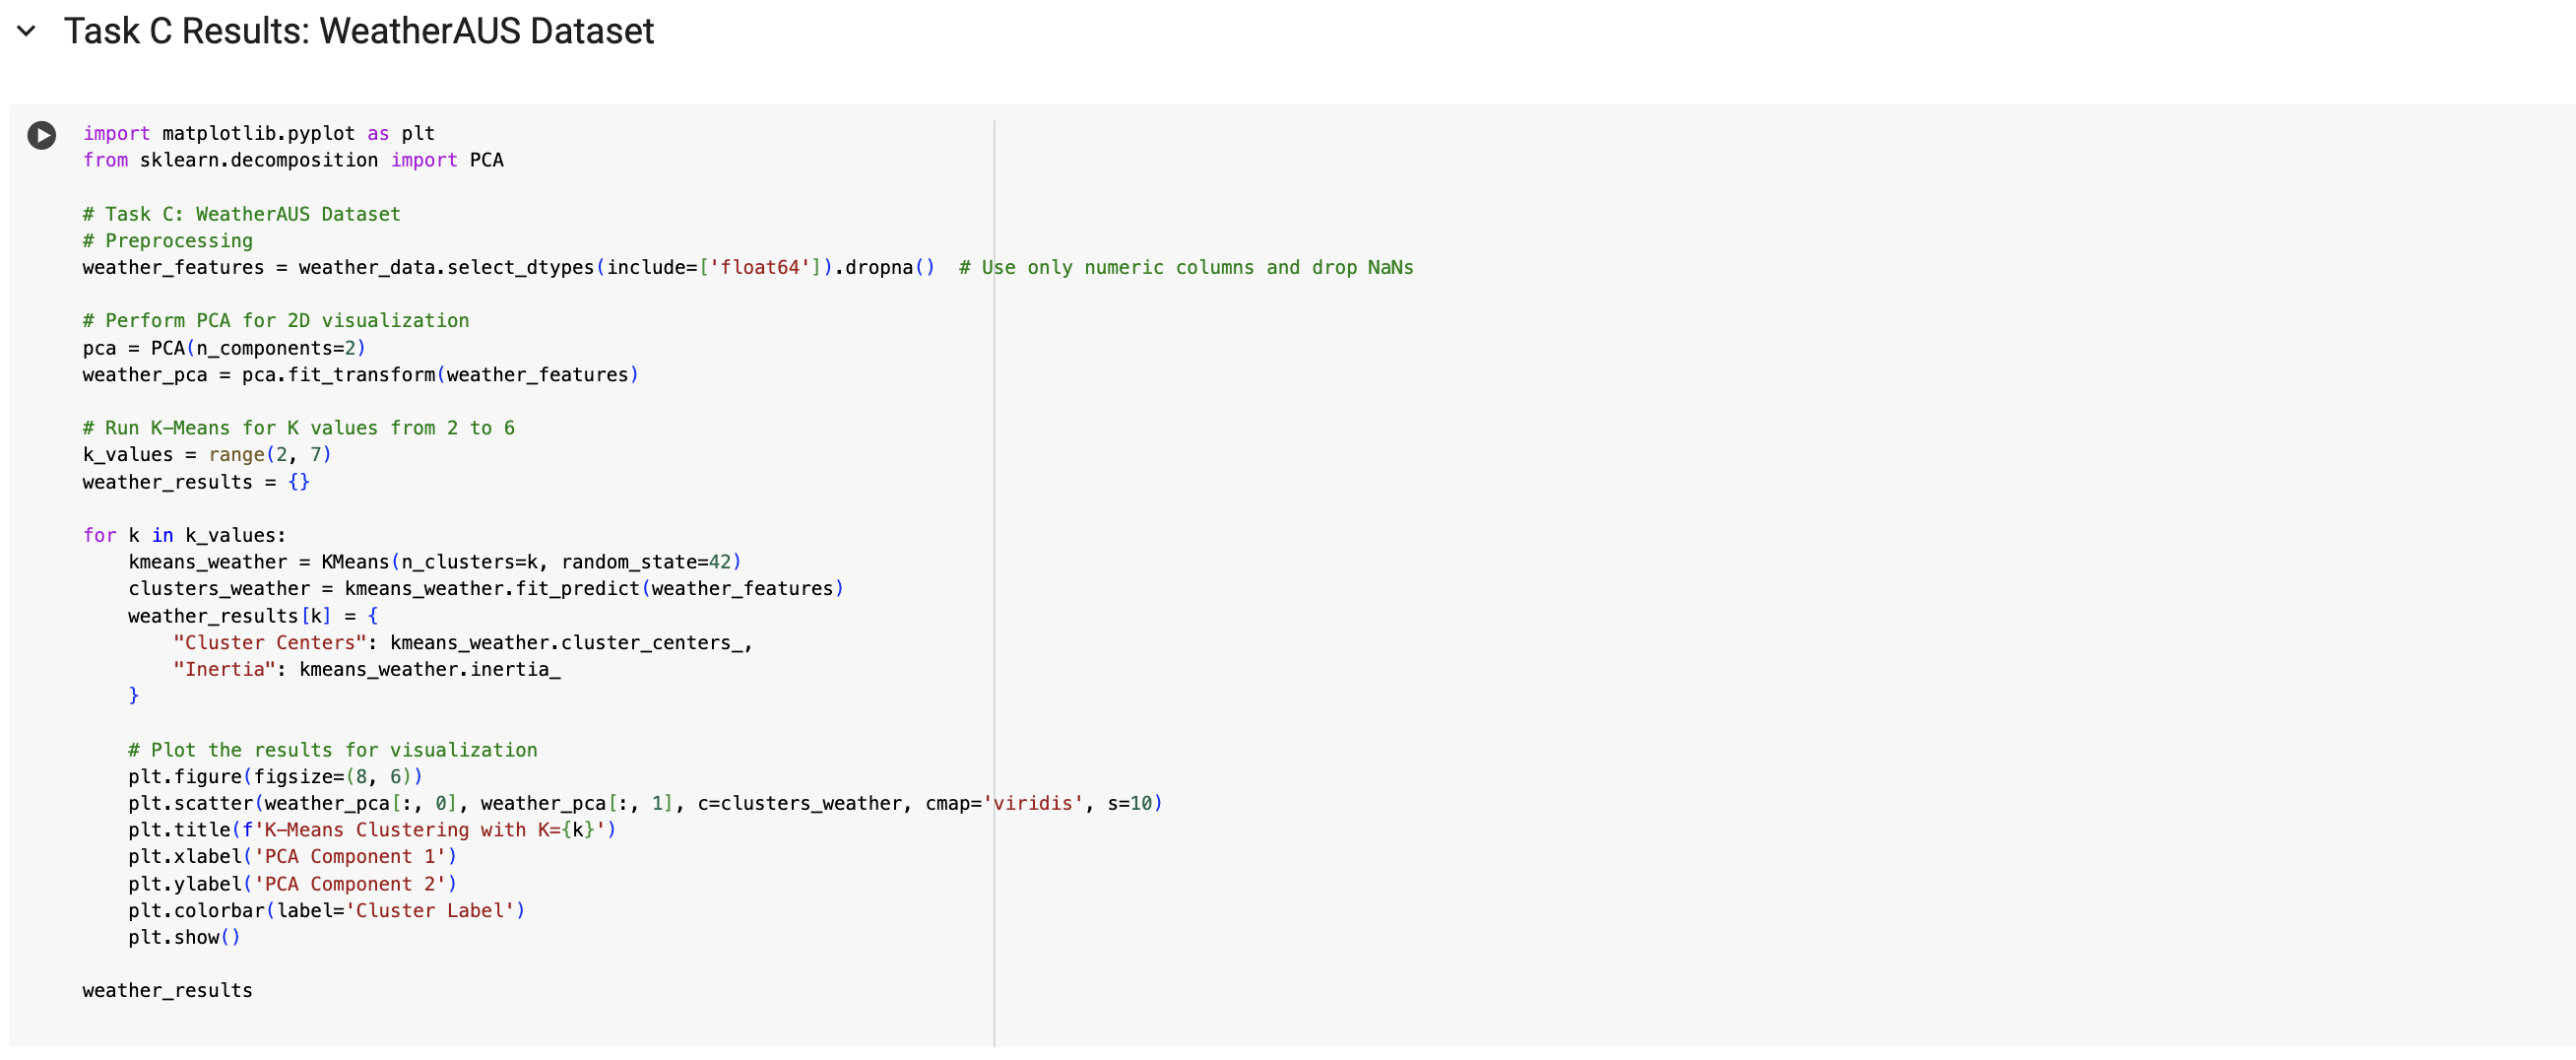 Task C Results: WeatherAUS Dataset
import matplotlib.pyplot as plt
from sklearn.decomposition import PCA
# Task C: WeatherAUS Dataset
# Preprocessing
weather_features = weather_data.select_dtypes(include=['float64']).dropna()  # Use only numeric columns and drop NaNs
# Perform PCA for 2D visualization
pca = PCA(n_components=2)
weather_pca = pca.fit_transform(weather_features)
# Run K-Means for K values from 2 to 6
k_values = range(2, 7)
weather_results = {}
for k in k_values:
    kmeans_weather = KMeans(n_clusters=k, random_state=42)
    clusters_weather = kmeans_weather.fit_predict(weather_features)
    weather_results[k] = {
        "Cluster Centers": kmeans_weather.cluster_centers_,
        "Inertia": kmeans_weather.inertia_
    }
    # Plot the results for visualization
    plt.figure(figsize=(8, 6))
    plt.scatter(weather_pca[:, 0], weather_pca[:, 1], c=clusters_weather, cmap='viridis', s=10)
    plt.title(f'K-Means Clustering with K={k}')
    plt.xlabel('PCA Component 1')
    plt.ylabel('PCA Component 2')
    plt.colorbar(label='Cluster Label')
    plt.show()
weather_results